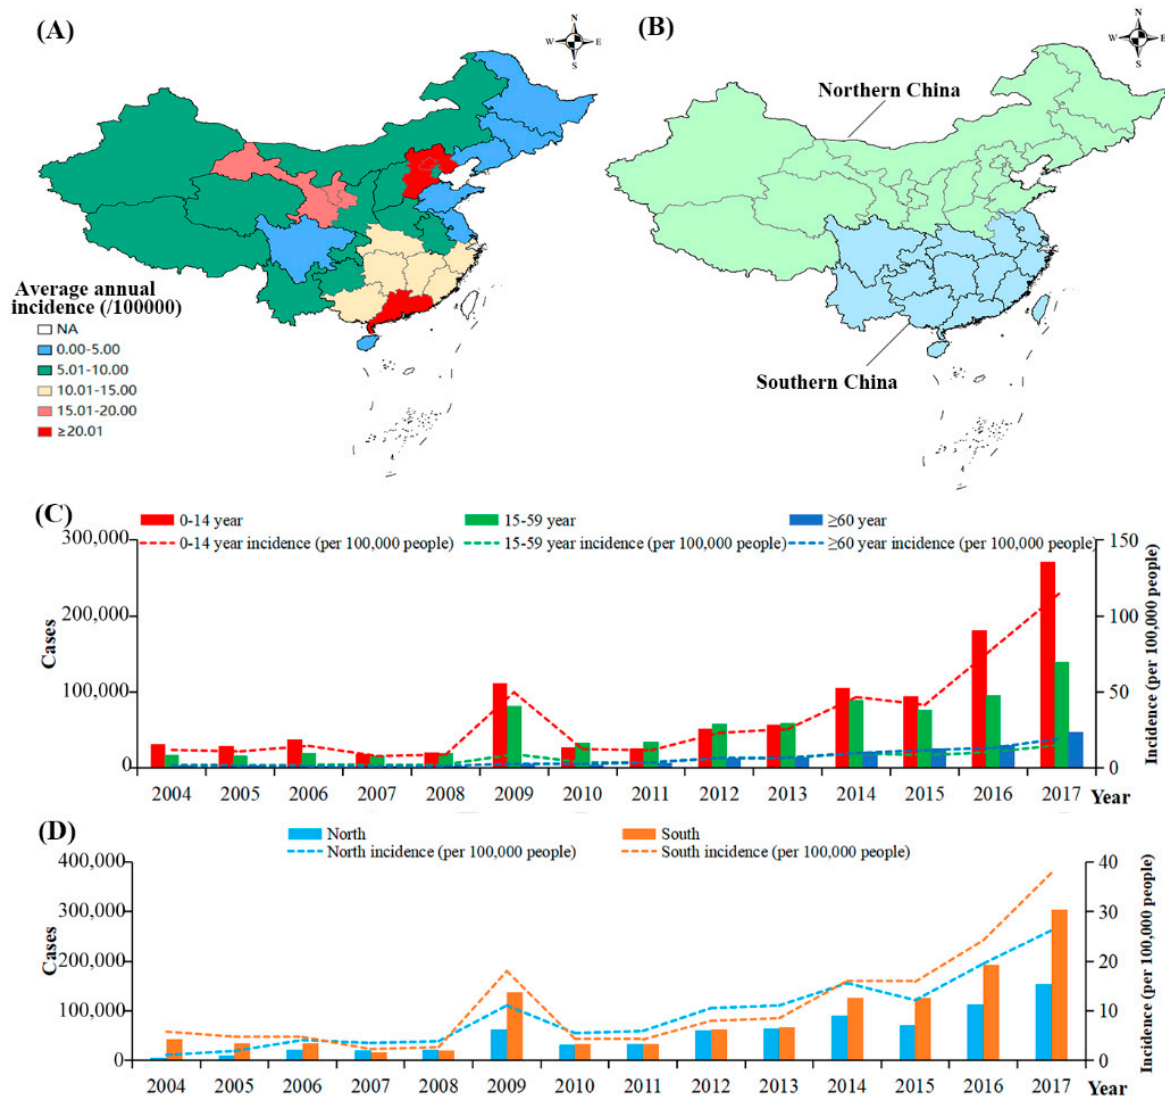 (A)
N
W E
S
Average annual
incidence (/100000)
NA
0.00-5.00
5.01-10.00
10.01-15.00
15.01-20.00
≥20.01
(B)
N
W E
S
Northern China
Southern China
(C)
0-14 year
15-59 year
≥60 year
0-14 year incidence (per 100,000 people)
15-59 year incidence (per 100,000 people)
≥60 year incidence (per 100,000 people)
Cases
300,000
200,000
100,000
0
150
100
50
0
Incidence (per 100,000 people)
2004 2005 2006 2007 2008 2009 2010 2011 2012 2013 2014 2015 2016 2017 Year
(D)
North
South
North incidence (per 100,000 people)
South incidence (per 100,000 people)
Cases
400,000
300,000
200,000
100,000
0
40
30
20
10
0
Incidence (per 100,000 people)
2004 2005 2006 2007 2008 2009 2010 2011 2012 2013 2014 2015 2016 2017 Year